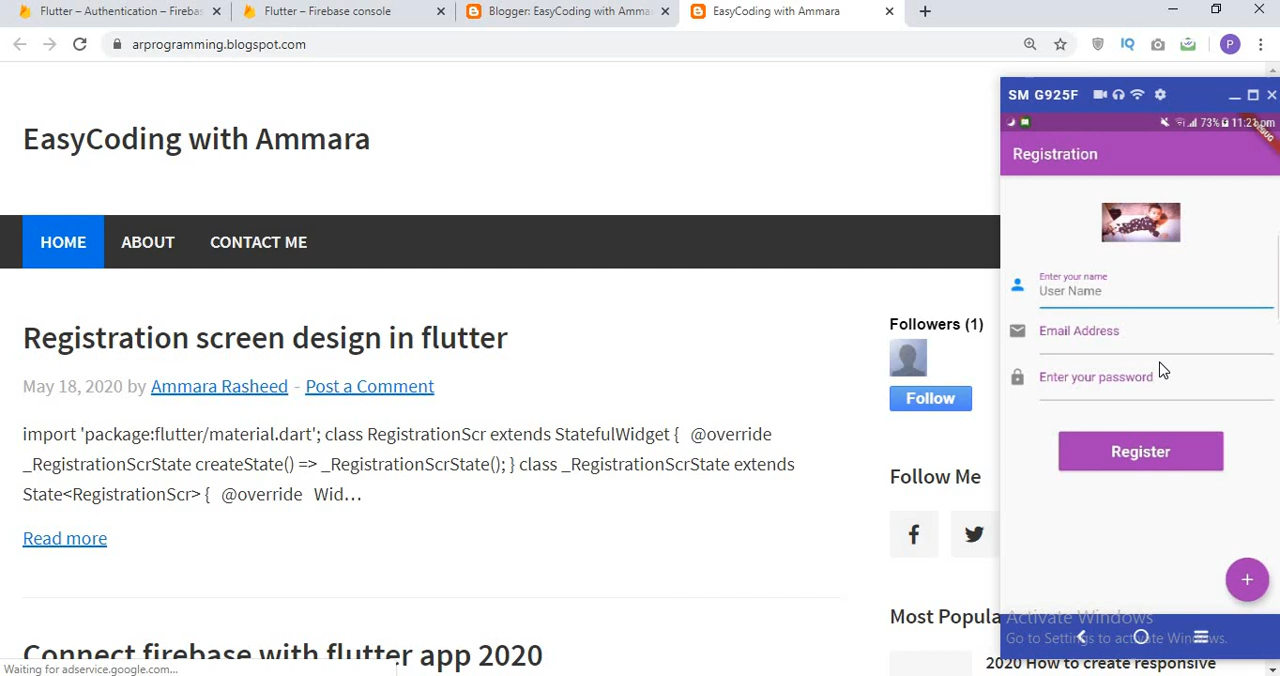 Flutter – Authentication – Fireba
Flutter – Firebase console
Blogger: EasyCoding with Amma
EasyCoding with Ammara
arprogramming.blogspot.com
IQ
P
EasyCoding with Ammara
HOME
ABOUT
CONTACT ME
Registration screen design in flutter
May 18, 2020 by Ammara Rasheed - Post a Comment
import 'package:flutter/material.dart'; class RegistrationScr extends StatefulWidget { @override
_RegistrationScrState createState() => _RegistrationScrState(); } class _RegistrationScrState extends
State<RegistrationScr> { @override Wid…
Read more
Connect firebase with flutter app 2020
Waiting for adservice.google.com...
Followers (1)
Follow
Follow Me
Most Popula
2020 How to create responsive
SM G925F
73% 11:2 pm
Registration
Enter your name
User Name
Email Address
Enter your password
Register
+
Activate Windows
Go to Settings to activate Windows.